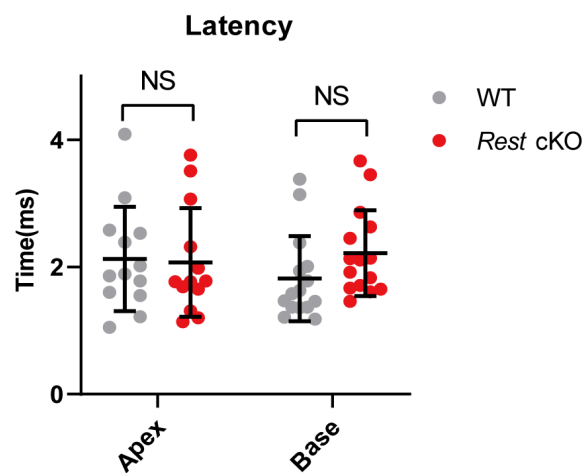 Latency
NS
NS
WT
Rest cKO
Time(ms)
4
2
0
Apex
Base